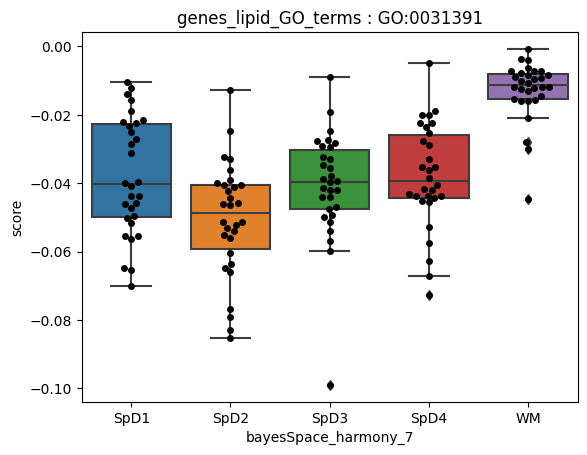 genes_lipid_GO_terms : GO:0031391
0.00
−0.02
−0.04
−0.06
−0.08
−0.10
score
SpD1 SpD2 SpD3 SpD4 WM
bayesSpace_harmony_7